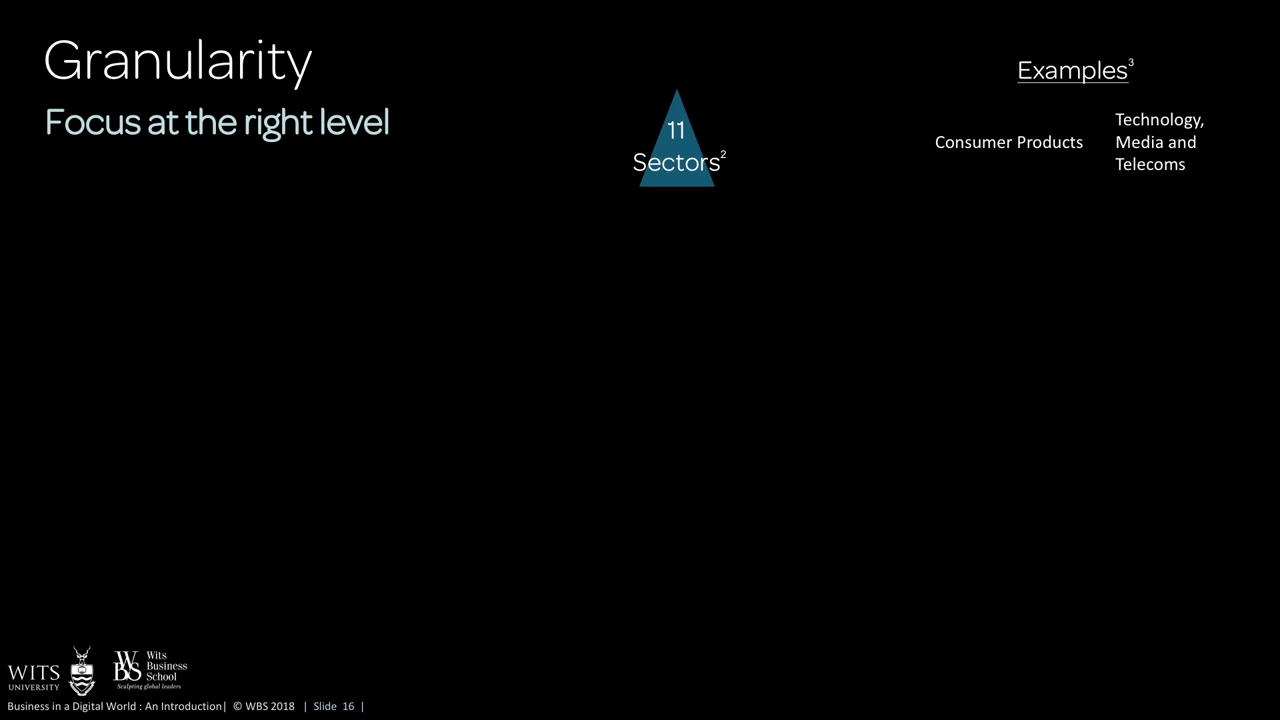 Granularity
Focus at the right level
11
Sectors²
Examples³
Consumer Products
Technology,
Media and
Telecoms
WITS
UNIVERSITY
WBS
Wits
Business
School
Sculpting global leaders
Business in a Digital World : An Introduction| © WBS 2018 | Slide 16 |